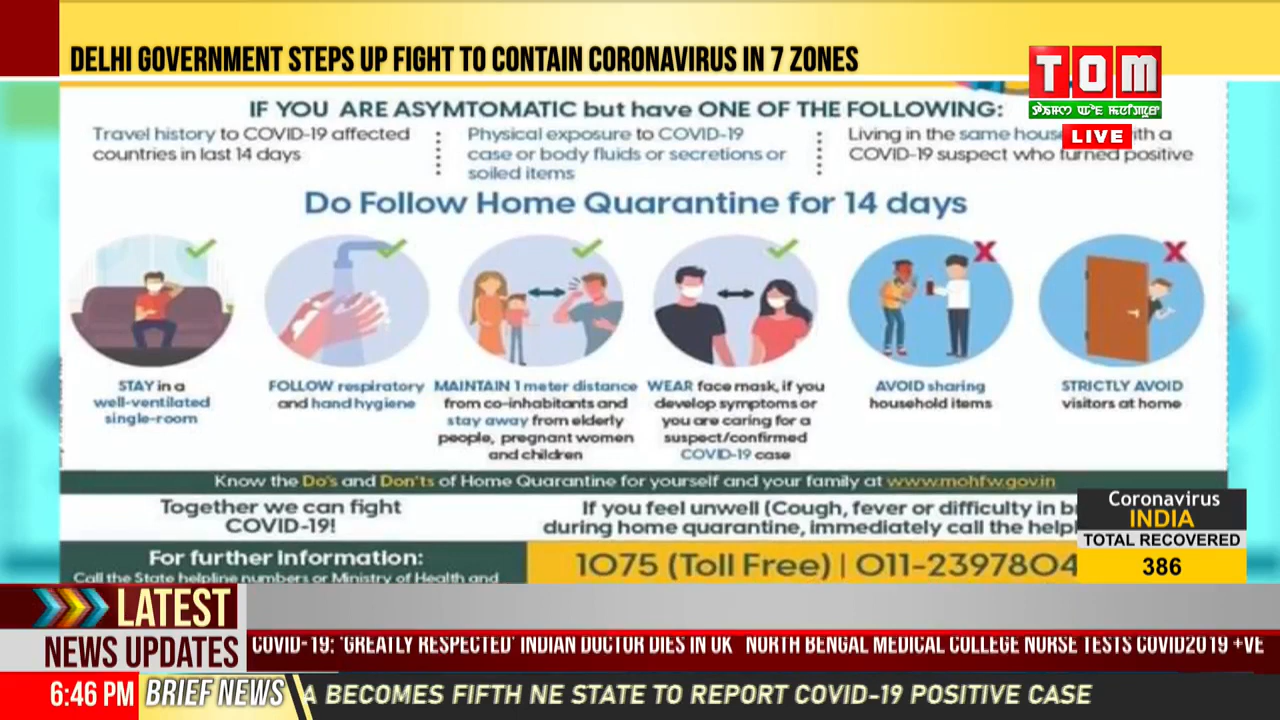 DELHI GOVERNMENT STEPS UP FIGHT TO CONTAIN CORONAVIRUS IN 7 ZONES
TOM
LIVE
IF YOU ARE ASYMTOMATIC but have ONE OF THE FOLLOWING:
Travel history to COVID-19 affected
countries in last 14 days
Physical exposure to COVID-19
case or body fluids or secretions or
soiled items
Living in the same hous ith a
COVID-19 suspect who turned positive
Do Follow Home Quarantine for 14 days
STAY in a
well-ventilated
single-room
FOLLOW respiratory
and hand hygiene
MAINTAIN 1 meter distance
from co-inhabitants and
stay away from elderly
people, pregnant women
and children
WEAR face mask, if you
develop symptoms or
you are caring for a
suspect/confirmed
COVID-19 case
AVOID sharing
household items
STRICTLY AVOID
visitors at home
Know the Do's and Don'ts of Home Quarantine for yourself and your family at www.mohfw.gov.in
Together we can fight
COVID-19!
If you feel unwell (Cough, fever or difficulty in b
during home quarantine, immediately call the help
For further Information:
Call the State helpline numbers or Ministry of Health and
1075 (Toll Free) | 011-2397804
Coronavirus
INDIA
TOTAL RECOVERED
386
LATEST
NEWS UPDATES
COVID-19: 'GREATLY RESPECTED' INDIAN DOCTOR DIES IN UK NORTH BENGAL MEDICAL COLLEGE NURSE TESTS COVID2019 +VE
6:46 PM
BRIEF NEWS
A BECOMES FIFTH NE STATE TO REPORT COVID-19 POSITIVE CASE